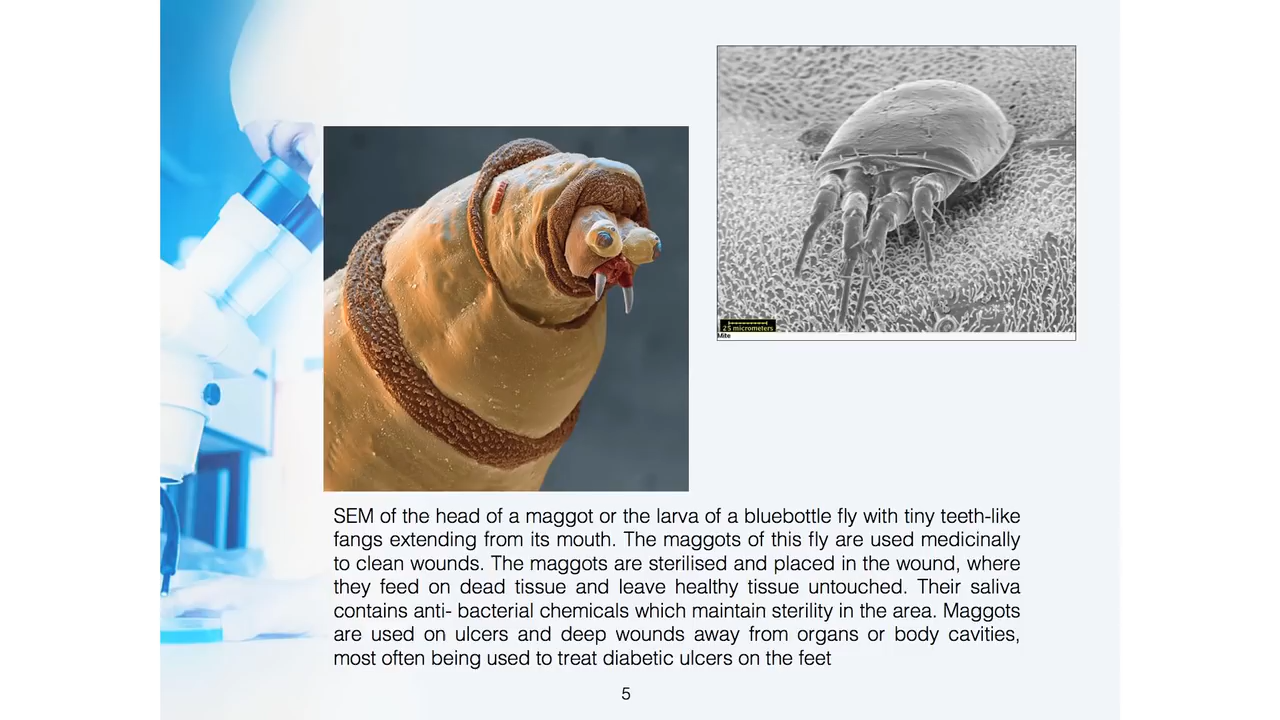 25 micrometers
Mite
SEM of the head of a maggot or the larva of a bluebottle fly with tiny teeth-like
fangs extending from its mouth. The maggots of this fly are used medicinally
to clean wounds. The maggots are sterilised and placed in the wound, where
they feed on dead tissue and leave healthy tissue untouched. Their saliva
contains anti- bacterial chemicals which maintain sterility in the area. Maggots
are used on ulcers and deep wounds away from organs or body cavities,
most often being used to treat diabetic ulcers on the feet
5